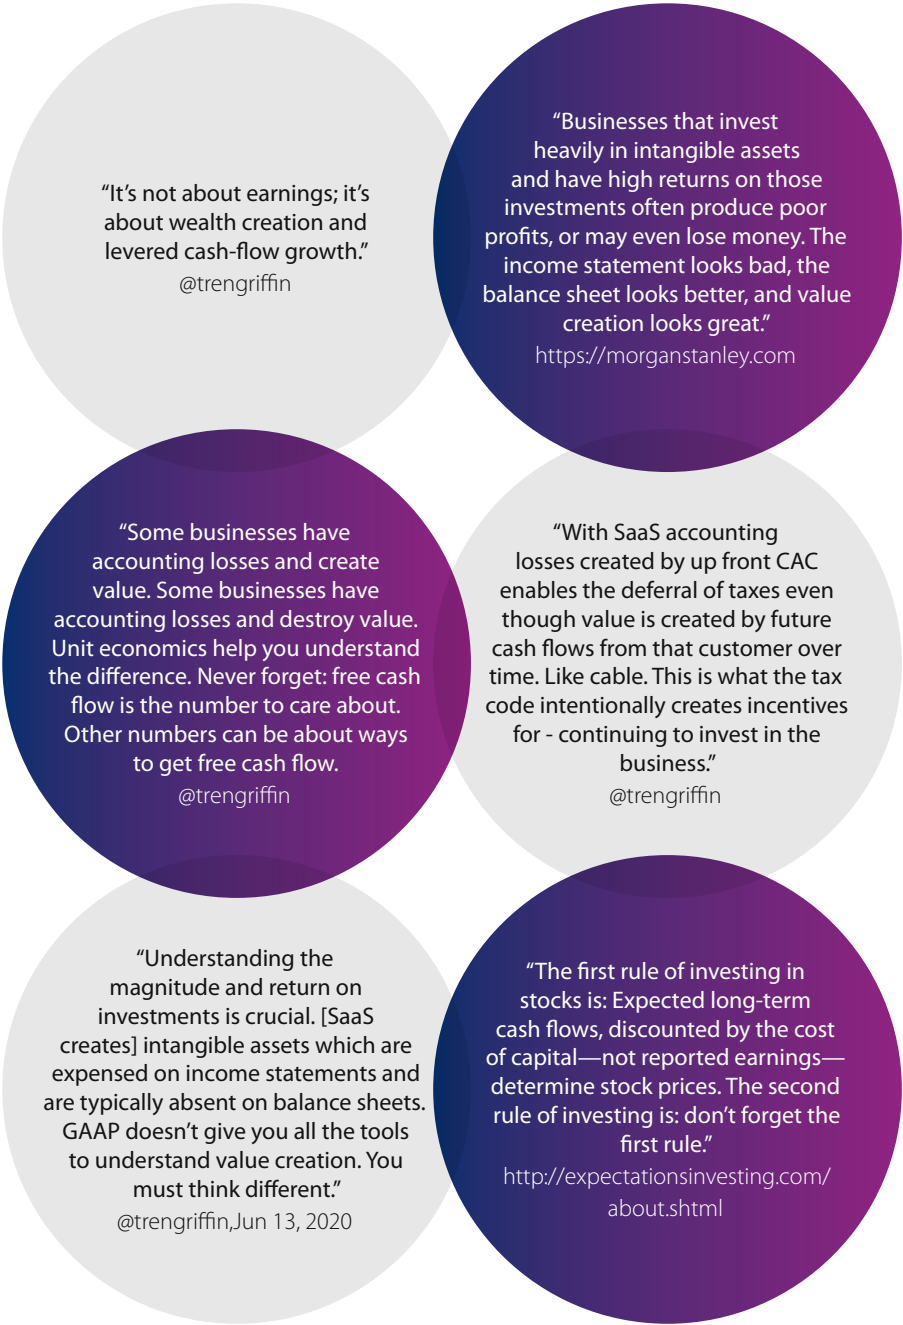 “It’s not about earnings; it’s
about wealth creation and
levered cash-flow growth.”
@trengriffin
“Businesses that invest
heavily in intangible assets
and have high returns on those
investments often produce poor
profits, or may even lose money. The
income statement looks bad, the
balance sheet looks better, and value
creation looks great.”
https://morganstanley.com
“Some businesses have
accounting losses and create
value. Some businesses have
accounting losses and destroy value.
Unit economics help you understand
the difference. Never forget: free cash
flow is the number to care about.
Other numbers can be about ways
to get free cash flow.
@trengriffin
“With SaaS accounting
losses created by up front CAC
enables the deferral of taxes even
though value is created by future
cash flows from that customer over
time. Like cable. This is what the tax
code intentionally creates incentives
for - continuing to invest in the
business.”
@trengriffin
“Understanding the
magnitude and return on
investments is crucial. [SaaS
creates] intangible assets which are
expensed on income statements and
are typically absent on balance sheets.
GAAP doesn’t give you all the tools
to understand value creation. You
must think different.”
@trengriffin,Jun 13, 2020
“The first rule of investing in
stocks is: Expected long-term
cash flows, discounted by the cost
of capital—not reported earnings—
determine stock prices. The second
rule of investing is: don’t forget the
first rule.”
http://expectationsinvesting.com/
about.shtml